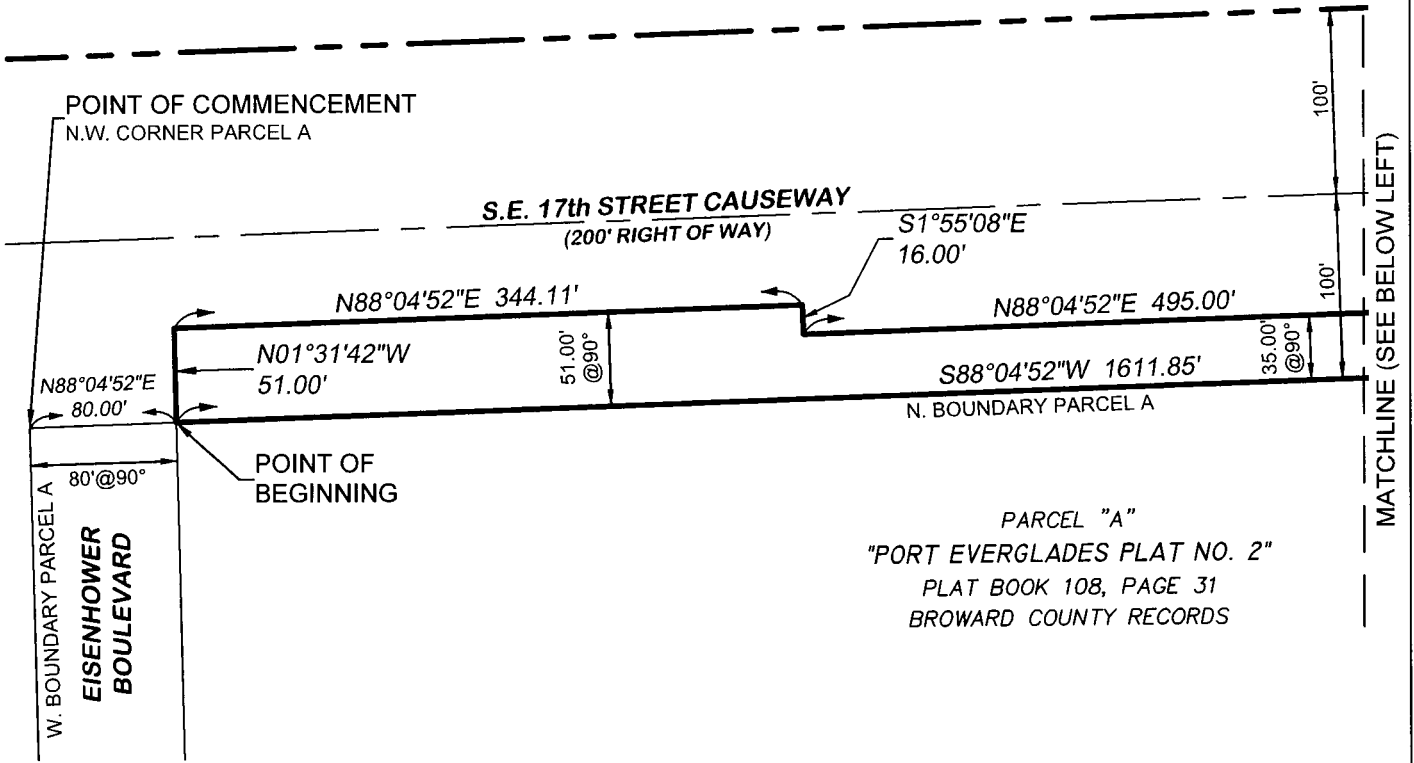 POINT OF COMMENCEMENT
N.W. CORNER PARCEL A
100'
S.E. 17th STREET CAUSEWAY
(200' RIGHT OF WAY)
S1°55'08"E
16.00'
100'
MATCHLINE (SEE BELOW LEFT)
N88°04'52"E 344.11'
N88°04'52"E 495.00'
N01°31'42"W
51.00'
51.00'
@90°
35.00'
@90°
N88°04'52"E
80.00'
S88°04'52"W 1611.85'
N. BOUNDARY PARCEL A
80'@90°
POINT OF
BEGINNING
W. BOUNDARY PARCEL A
EISENHOWER
BOULEVARD
PARCEL "A"
"PORT EVERGLADES PLAT NO. 2"
PLAT BOOK 108, PAGE 31
BROWARD COUNTY RECORDS